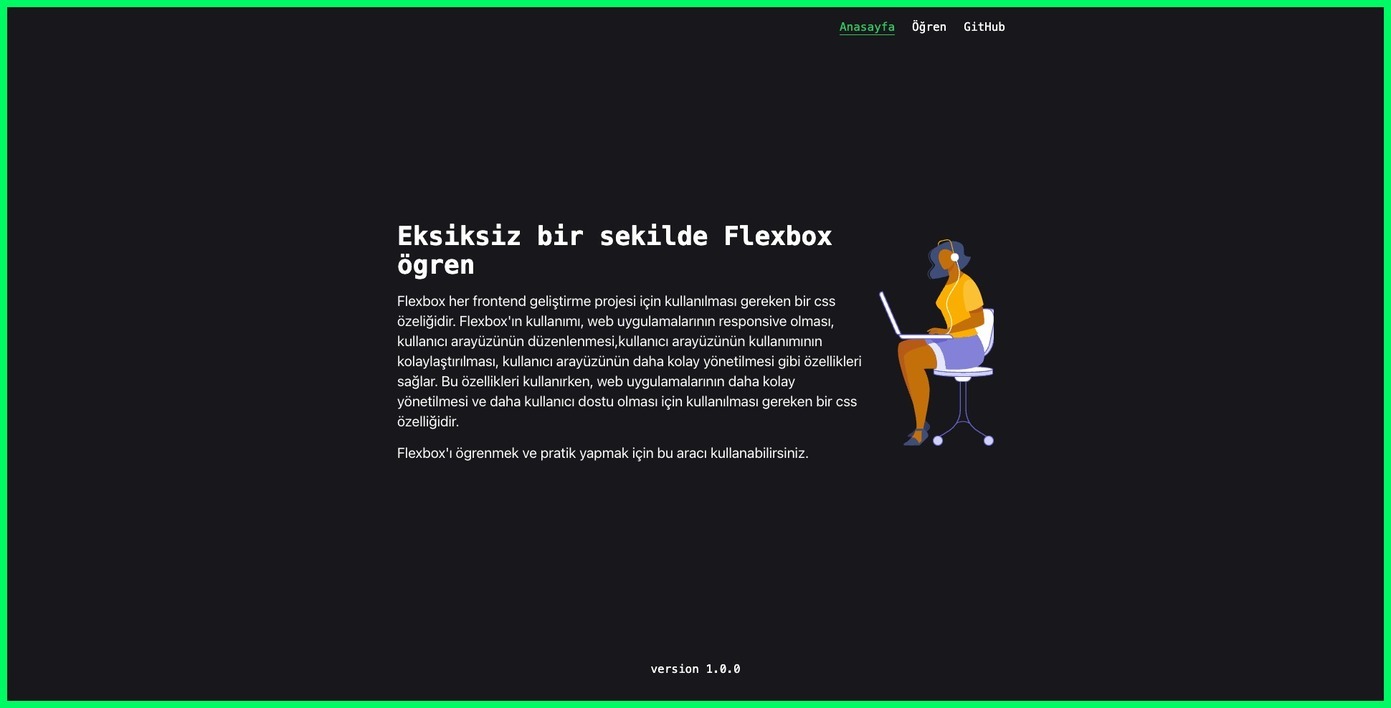 Anasayfa Öğren GitHub
Eksiksiz bir sekilde Flexbox
ögren
Flexbox her frontend geliştirme projesi için kullanılması gereken bir css
özeliğidir. Flexbox'ın kullanımı, web uygulamalarının responsive olması,
kullanıcı arayüzünün düzenlenmesi,kullanıcı arayüzünün kullanımının
kolaylaştırılması, kullanıcı arayüzünün daha kolay yönetilmesi gibi özellikleri
sağlar. Bu özellikleri kullanırken, web uygulamalarının daha kolay
yönetilmesi ve daha kullanıcı dostu olması için kullanılması gereken bir css
özelliğidir.
Flexbox'ı ögrenmek ve pratik yapmak için bu aracı kullanabilirsiniz.
version 1.0.0